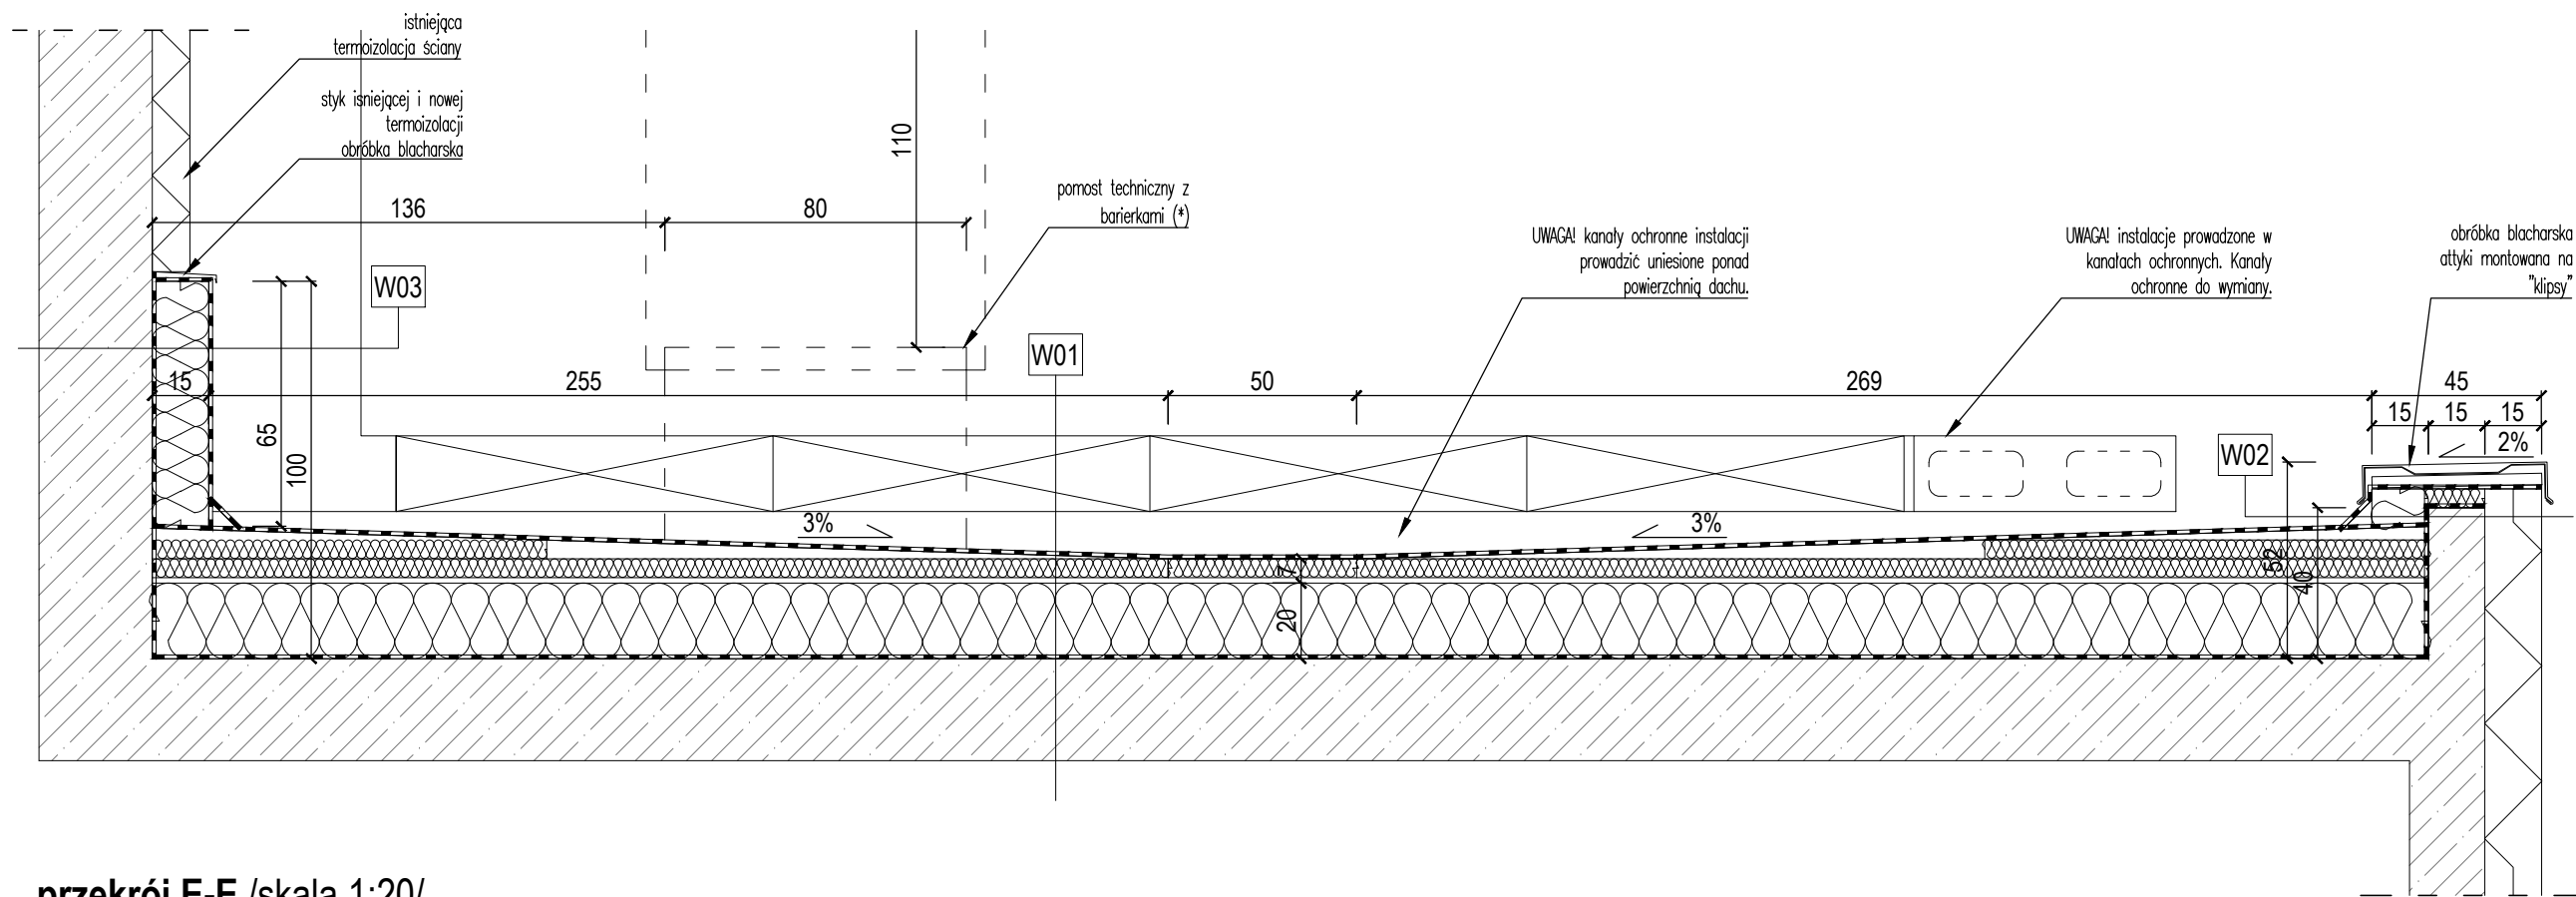 istniejąca
termoizolacja ściany
styk isniejącej i nowej
termoizolacji
obróbka blacharska
110
pomost techniczny z
barierkami (*)
136
80
UWAGA! kanały ochronne instalacji
prowadzić uniesione ponad
powierzchnią dachu.
UWAGA! instalacje prowadzone w
kanałach ochronnych. Kanały
ochronne do wymiany.
obróbka blacharska
attyki montowana na
"klipsy"
W03
W01
15
255
50
269
45
15
15
15
65
100
2%
W02
3%
3%
7
20
52
40
przekrój E-E /skala 1:20/